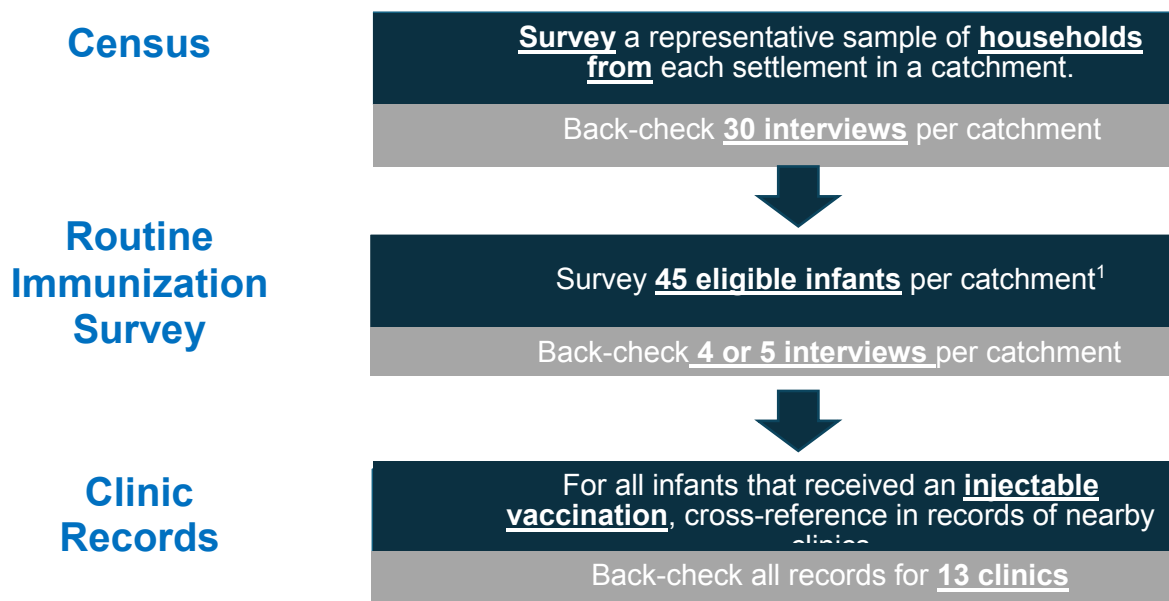 Census
Survey a representative sample of households
from each settlement in a catchment.
Back-check 30 interviews per catchment
Routine
Immunization
Survey
Survey 45 eligible infants per catchment1
Back-check 4 or 5 interviews per catchment
Clinic
Records
For all infants that received an injectable
vaccination, cross-reference in records of nearby
clinics
Back-check all records for 13 clinics